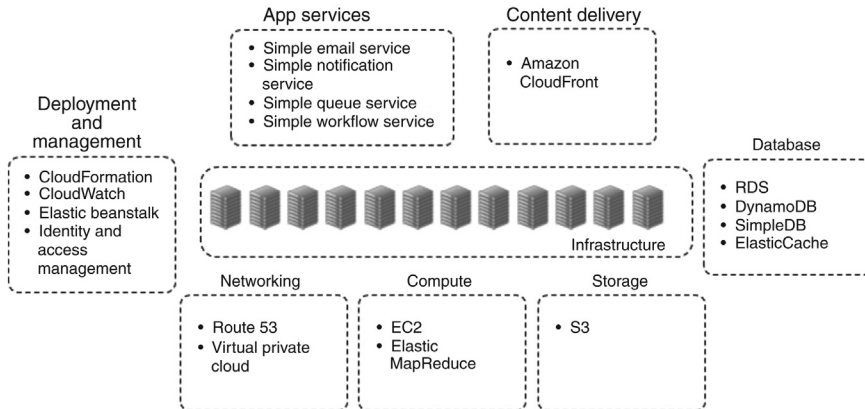 App services
• Simple email service
• Simple notification
service
• Simple queue service
• Simple workflow service
Content delivery
• Amazon
CloudFront
Deployment
and
management
• CloudFormation
• CloudWatch
• Elastic beanstalk
• Identity and
access
management
Infrastructure
Database
• RDS
• DynamoDB
• SimpleDB
• ElasticCache
Networking
• Route 53
• Virtual private
cloud
Compute
• EC2
• Elastic
MapReduce
Storage
• S3